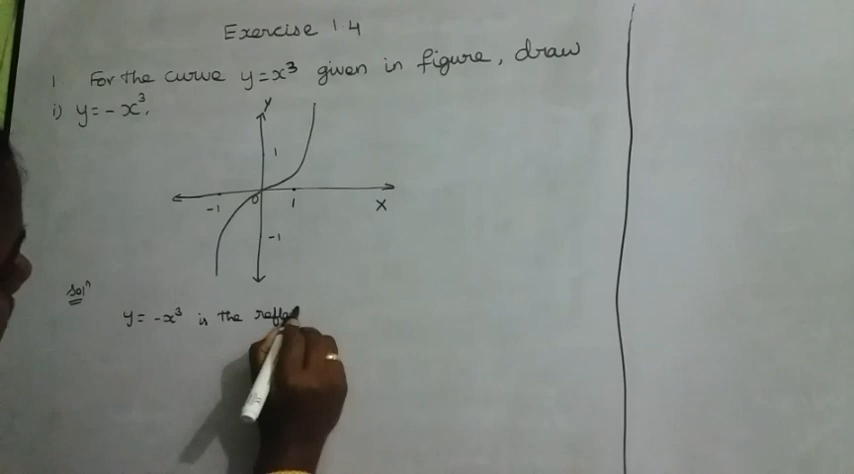 Exercise 1.4
1 For the curve y=x³ given in figure, draw
i) y=-x³.
Y
1
-1 0 1 X
-1
Solⁿ
y=-x³ is the refle